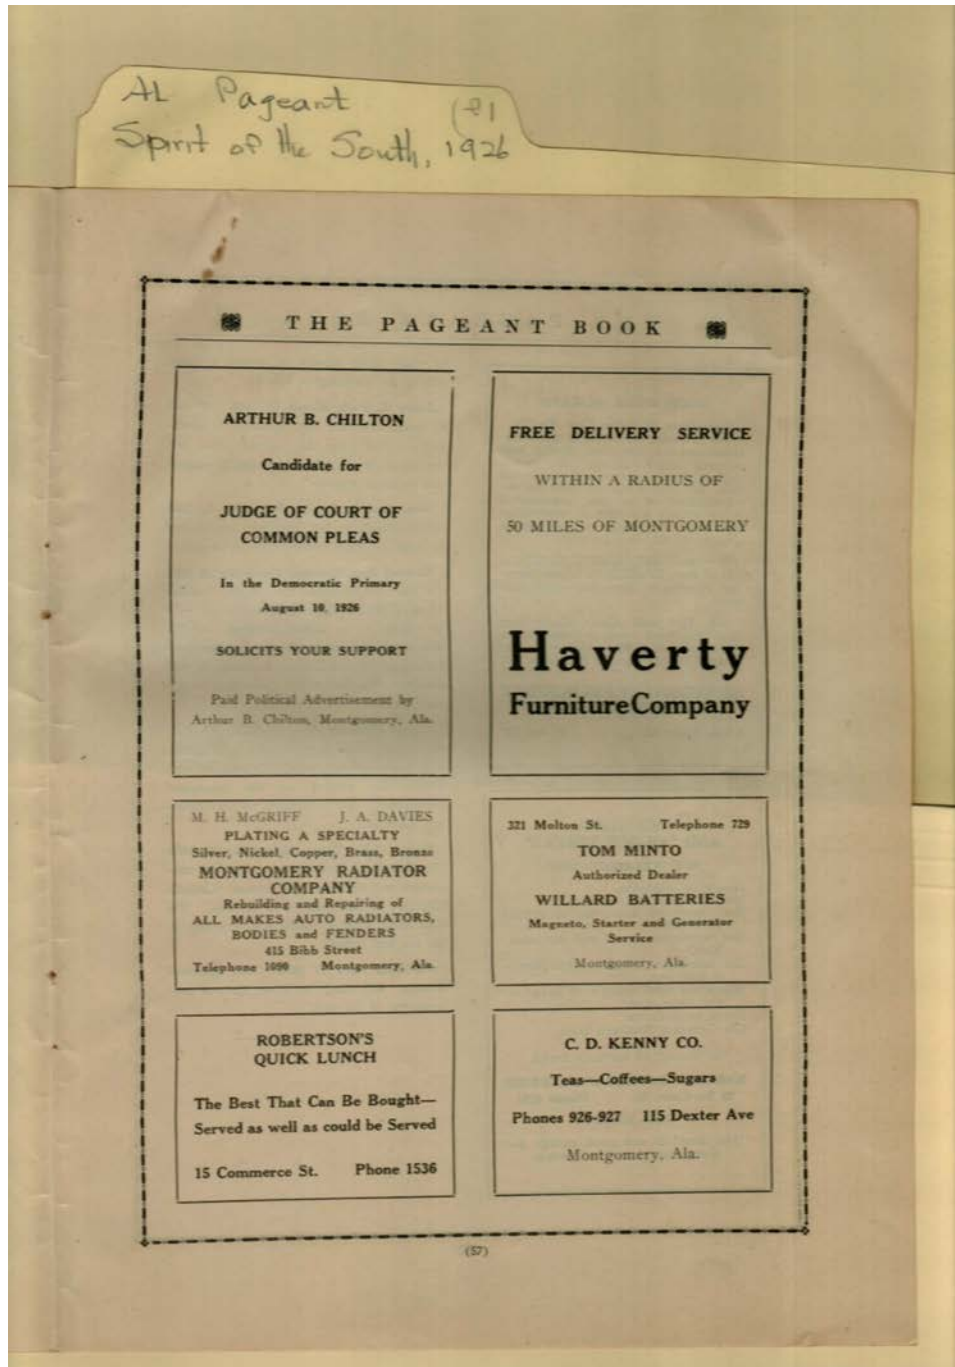 AL Pageant
Spirit of the South, 1926
THE PAGEANT BOOK
ARTHUR B. CHILTON
Candidate for
JUDGE OF COURT OF
COMMON PLEAS
In the Democratic Primary
August 10, 1926
SOLICITS YOUR SUPPORT
Paid Political Advertisement by
Arthur B. Chilton, Montgomery, Ala.
FREE DELIVERY SERVICE
WITHIN A RADIUS OF
50 MILES OF MONTGOMERY
Haverty
Furniture Company
M. H. McGRIFF J. A. DAVIES
PLATING A SPECIALTY
Silver, Nickel, Copper, Brass, Bronze
MONTGOMERY RADIATOR
COMPANY
Rebuilding and Repairing of
ALL MAKES AUTO RADIATORS,
BODIES and FENDERS
415 Bibb Street
Telephone 1090 Montgomery, Ala.
321 Molton St. Telephone 729
TOM MINTO
Authorized Dealer
WILLARD BATTERIES
Magneto, Starter and Generator
Service
Montgomery, Ala.
ROBERTSON'S
QUICK LUNCH
The Best That Can Be Bought—
Served as well as could be Served
15 Commerce St. Phone 1536
C. D. KENNY CO.
Teas—Coffees—Sugars
Phones 926-927 115 Dexter Ave
Montgomery, Ala.
(57)